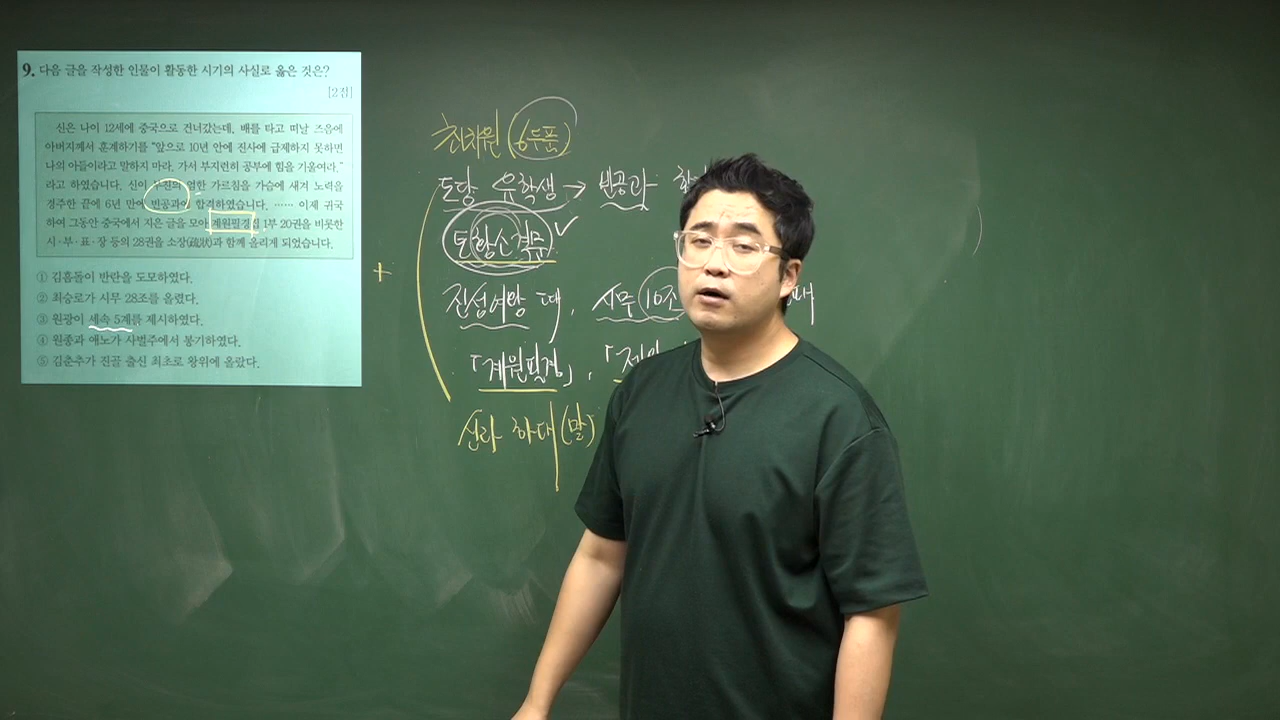 9. 다음 글을 작성한 인물이 활동한 시기의 사실로 옳은 것은?
[2점]
신은 나이 12세에 중국으로 건너갔는데, 배를 타고 떠날 즈음에
아버지께서 훈계하기를 "앞으로 10년 안에 진사에 급제하지 못하면
나의 아들이라고 말하지 마라. 가서 부지런히 공부에 힘을 기울여라."
라고 하였습니다. 신이 부친의 엄한 가르침을 가슴에 새겨 노력을
경주한 끝에 6년 만에 빈공과에 합격하였습니다. …… 이제 귀국
하여 그동안 중국에서 지은 글을 모아 계원필경집 1부 20권을 비롯한
시·부·표·장 등의 28권을 소장(疏狀)과 함께 올리게 되었습니다.
① 김흠돌이 반란을 도모하였다.
② 최승로가 시무 28조를 올렸다.
③ 원광이 세속 5계를 제시하였다.
④ 원종과 애노가 사벌주에서 봉기하였다.
⑤ 김춘추가 진골 출신 최초로 왕위에 올랐다.
최치원 (6두품)
도당 유학생 → 빈공과
토황소격문 ✓
+
진성여왕 때, 시무 10조
「계원필경」, 「제왕
신라 하대 (말)